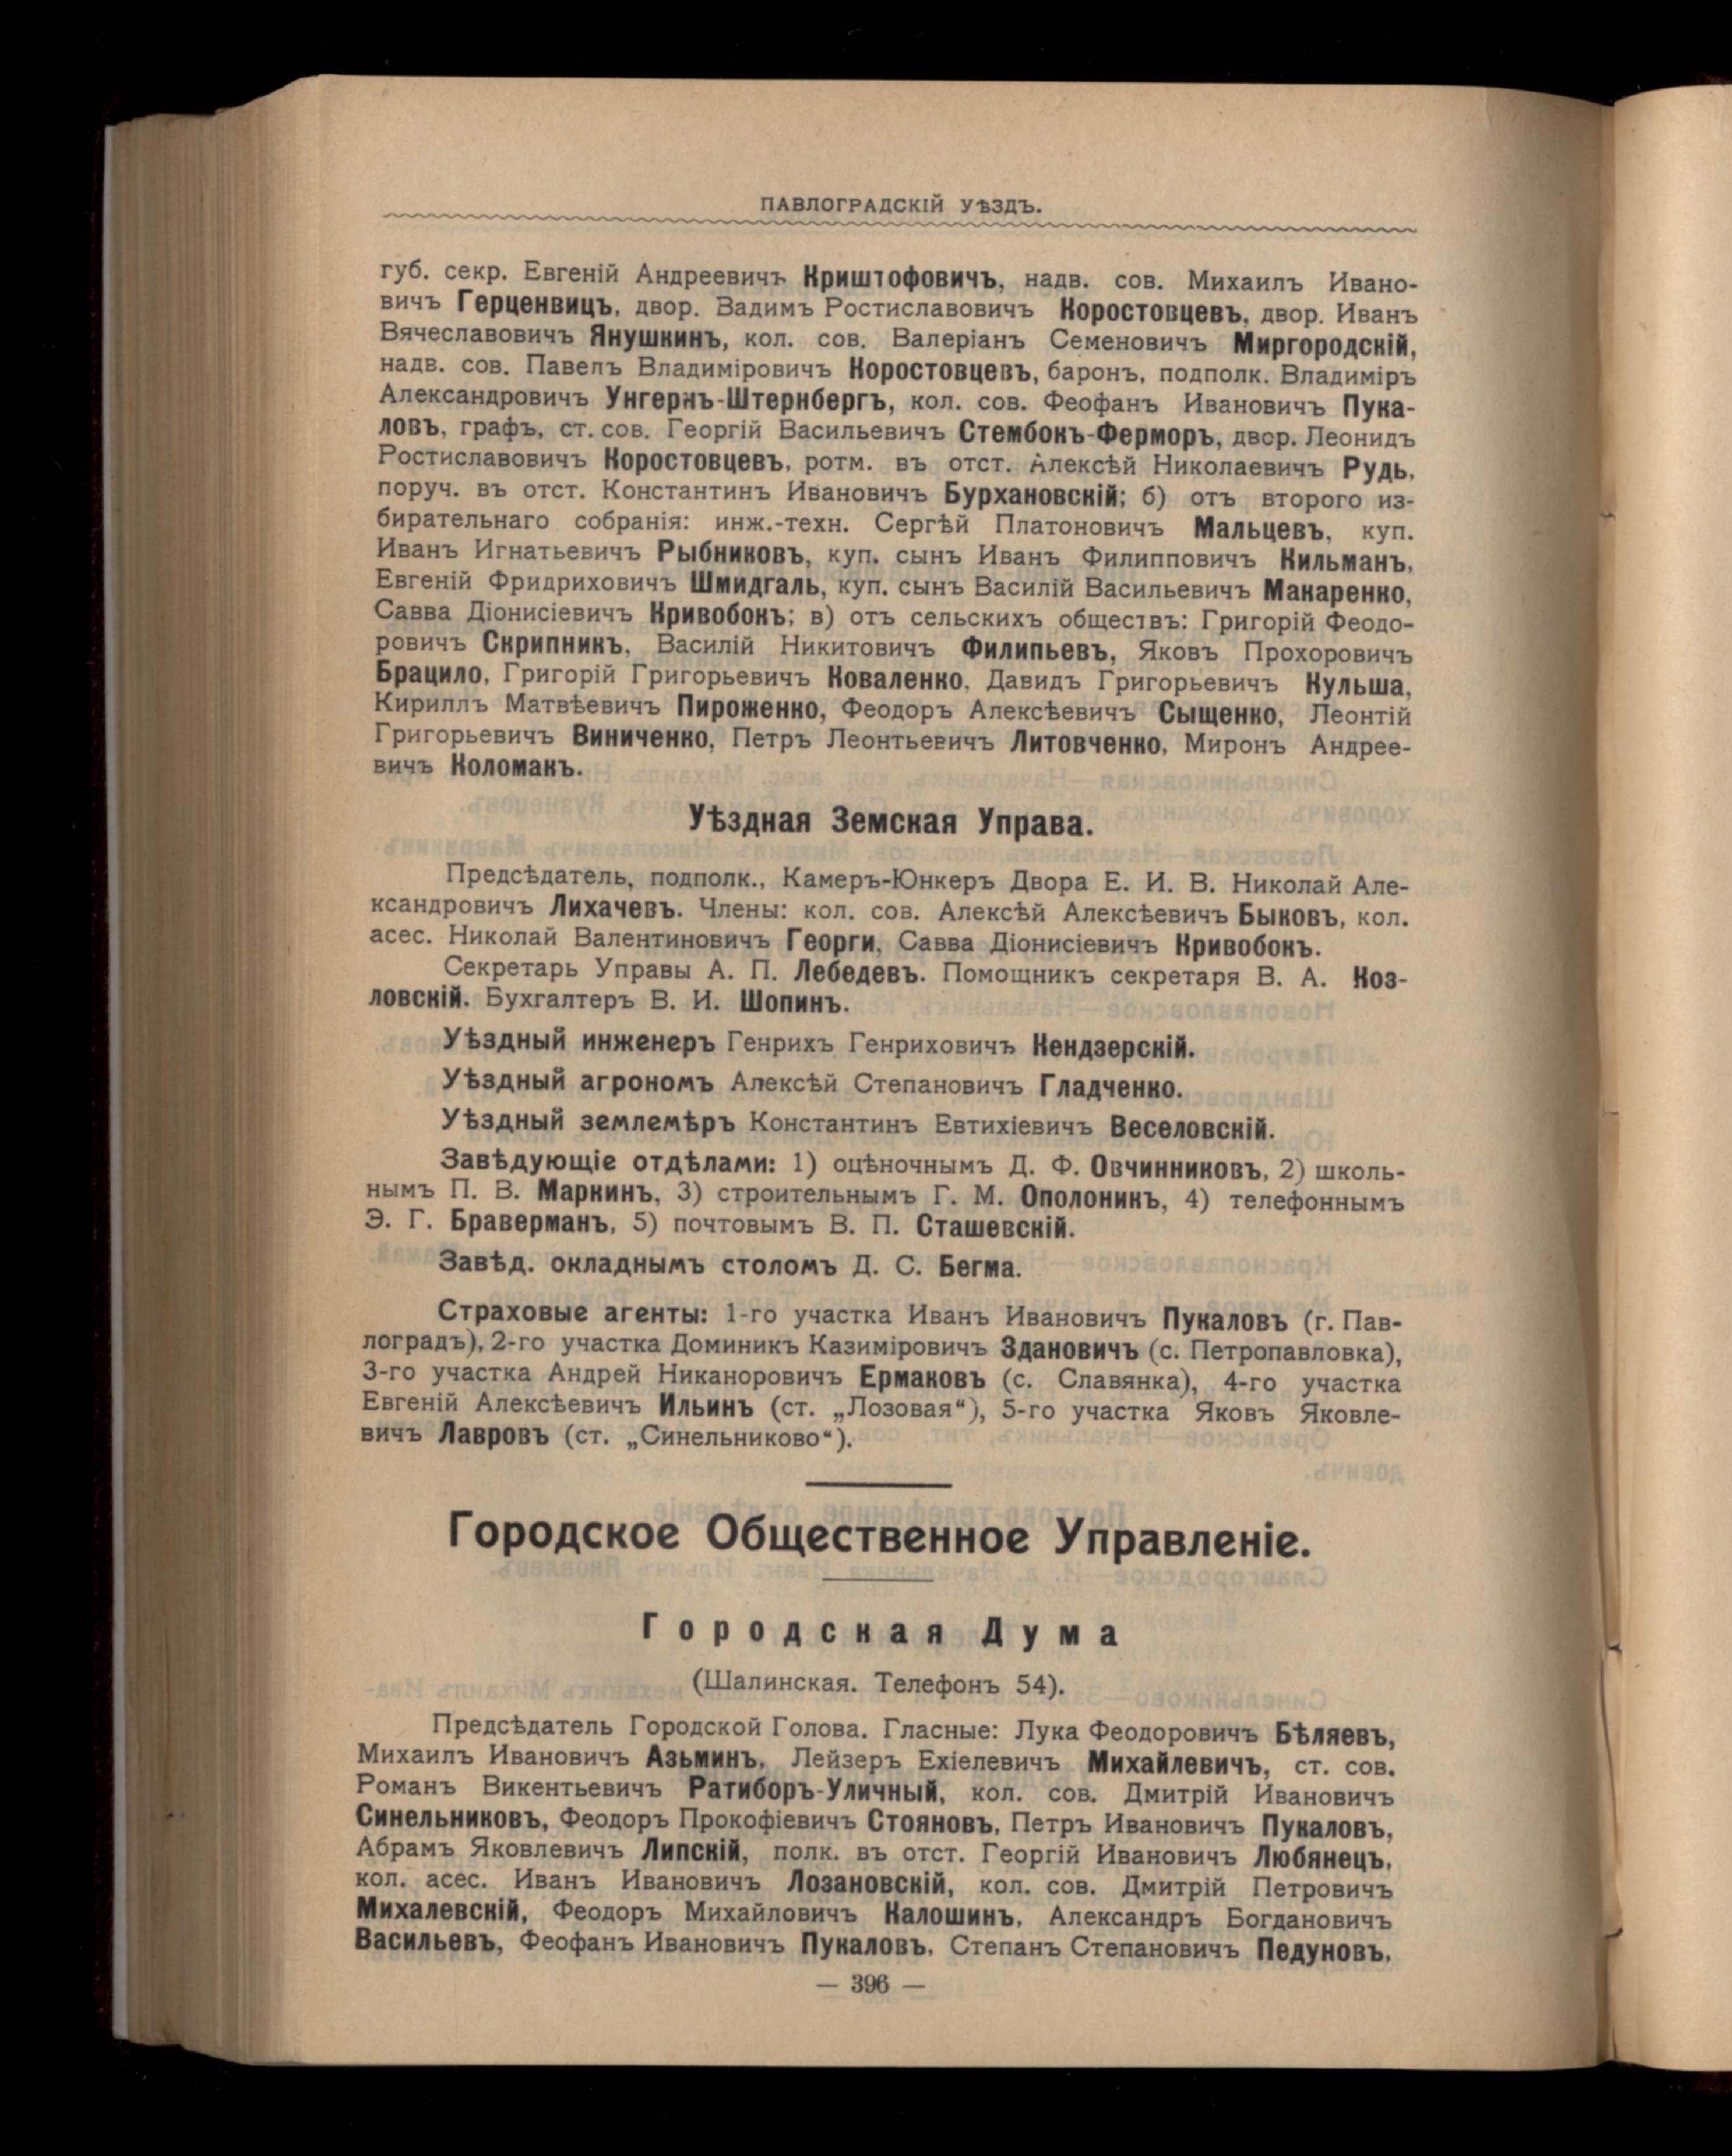 ПАВЛОГРАДСКІЙ УѢЗДЪ.
губ. секр. Евгеній Андреевичъ Криштофовичъ, надв. сов. Михаилъ Ивано-
вичъ Герценвицъ, двор. Вадимъ Ростиславовичъ Коростовцевъ, двор. Иванъ
Вячеславовичъ Янушкинъ, кол. сов. Валеріанъ Семеновичъ Миргородскій,
надв. сов. Павелъ Владиміровичъ Коростовцевъ, баронъ, подполк. Владиміръ
Александровичъ Унгернъ-Штернбергъ, кол. сов. Феофанъ Ивановичъ Пука-
ловъ, графъ, ст. сов. Георгій Васильевичъ Стембокъ-Ферморъ, двор. Леонидъ
Ростиславовичъ Коростовцевъ, ротм. въ отст. Алексѣй Николаевичъ Рудь,
поруч. въ отст. Константинъ Ивановичъ Бурхановскій; б) отъ второго из-
бирательнаго собранія: инж.-техн. Сергѣй Платоновичъ Мальцевъ, куп.
Иванъ Игнатьевичъ Рыбниковъ, куп. сынъ Иванъ Филипповичъ Кильманъ,
Евгеній Фридриховичъ Шмидгаль, куп. сынъ Василій Васильевичъ Макаренко,
Савва Діонисіевичъ Кривобокъ; в) отъ сельскихъ обществъ: Григорій Феодо-
ровичъ Скрипникъ, Василій Никитовичъ Филипьевъ, Яковъ Прохоровичъ
Брацило, Григорій Григорьевичъ Коваленко, Давидъ Григорьевичъ Кульша,
Кириллъ Матвѣевичъ Пироженко, Феодоръ Алексѣевичъ Сыщенко, Леонтій
Григорьевичъ Виниченко, Петръ Леонтьевичъ Литовченко, Миронъ Андрее-
вичъ Коломакъ.
Уѣздная Земская Управа.
Предсѣдатель, подполк., Камеръ-Юнкеръ Двора Е. И. В. Николай Але-
ксандровичъ Лихачевъ. Члены: кол. сов. Алексѣй Алексѣевичъ Быковъ, кол.
асес. Николай Валентиновичъ Георги, Савва Діонисіевичъ Кривобокъ.
Секретарь Управы А. П. Лебедевъ. Помощникъ секретаря В. А. Коз-
ловскій. Бухгалтеръ В. И. Шопинъ.
Уѣздный инженеръ Генрихъ Генриховичъ Кендзерскій.
Уѣздный агрономъ Алексѣй Степановичъ Гладченко.
Уѣздный землемѣръ Константинъ Евтихіевичъ Веселовскій.
Завѣдующіе отдѣлами: 1) оцѣночнымъ Д. Ф. Овчинниковъ, 2) школь-
нымъ П. В. Маркинъ, 3) строительнымъ Г. М. Ополоникъ, 4) телефоннымъ
Э. Г. Браверманъ, 5) почтовымъ В. П. Сташевскій.
Завѣд. окладнымъ столомъ Д. С. Бегма.
Страховые агенты: 1-го участка Иванъ Ивановичъ Пукаловъ (г. Пав-
лоградъ), 2-го участка Доминикъ Казиміровичъ Здановичъ (с. Петропавловка),
3-го участка Андрей Никаноровичъ Ермаковъ (с. Славянка), 4-го участка
Евгеній Алексѣевичъ Ильинъ (ст. „Лозовая“), 5-го участка Яковъ Яковле-
вичъ Лавровъ (ст. „Синельниково“).
Городское Общественное Управленіе.
Городская Дума
(Шалинская. Телефонъ 54).
Предсѣдатель Городской Голова. Гласные: Лука Феодоровичъ Бѣляевъ,
Михаилъ Ивановичъ Азьминъ, Лейзеръ Ехіелевичъ Михайлевичъ, ст. сов.
Романъ Викентьевичъ Ратиборъ-Уличный, кол. сов. Дмитрій Ивановичъ
Синельниковъ, Феодоръ Прокофіевичъ Стояновъ, Петръ Ивановичъ Пукаловъ,
Абрамъ Яковлевичъ Липскій, полк. въ отст. Георгій Ивановичъ Любянецъ,
кол. асес. Иванъ Ивановичъ Лозановскій, кол. сов. Дмитрій Петровичъ
Михалевскій, Феодоръ Михайловичъ Калошинъ, Александръ Богдановичъ
Васильевъ, Феофанъ Ивановичъ Пукаловъ, Степанъ Степановичъ Педуновъ,
— 396 —